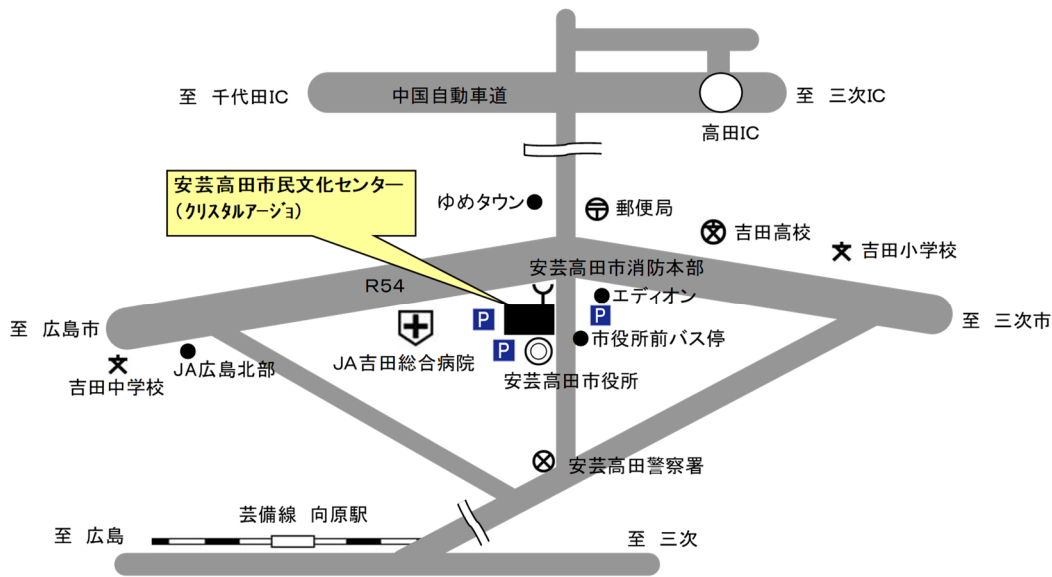 至 千代田IC
中国自動車道
至 三次IC
高田IC
安芸高田市民文化センター
（ｸﾘｽﾀﾙｱｰｼﾞｮ）
ゆめタウン
郵便局
吉田高校
吉田小学校
安芸高田市消防本部
R54
エディオン
至 広島市
P
P
至 三次市
市役所前バス停
JA吉田総合病院
P
JA広島北部
吉田中学校
安芸高田市役所
安芸高田警察署
芸備線 向原駅
至 広島
至 三次